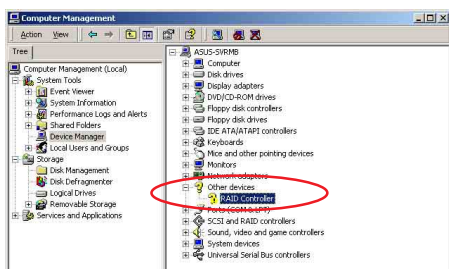 Computer Management
Action View
Tree
Computer Management (Local)
System Tools
Event Viewer
System Information
Performance Logs and Alerts
Shared Folders
Device Manager
Local Users and Groups
Storage
Disk Management
Disk Defragmenter
Logical Drives
Removable Storage
Services and Applications
ASUS-SVRMB
Computer
Disk drives
Display adapters
DVD/CD-ROM drives
Floppy disk controllers
Floppy disk drives
IDE ATA/ATAPI controllers
Keyboards
Mice and other pointing devices
Monitors
Network adapters
Other devices
RAID Controller
Ports (COM & LPT)
SCSI and RAID controllers
Sound, video and game controllers
System devices
Universal Serial Bus controllers